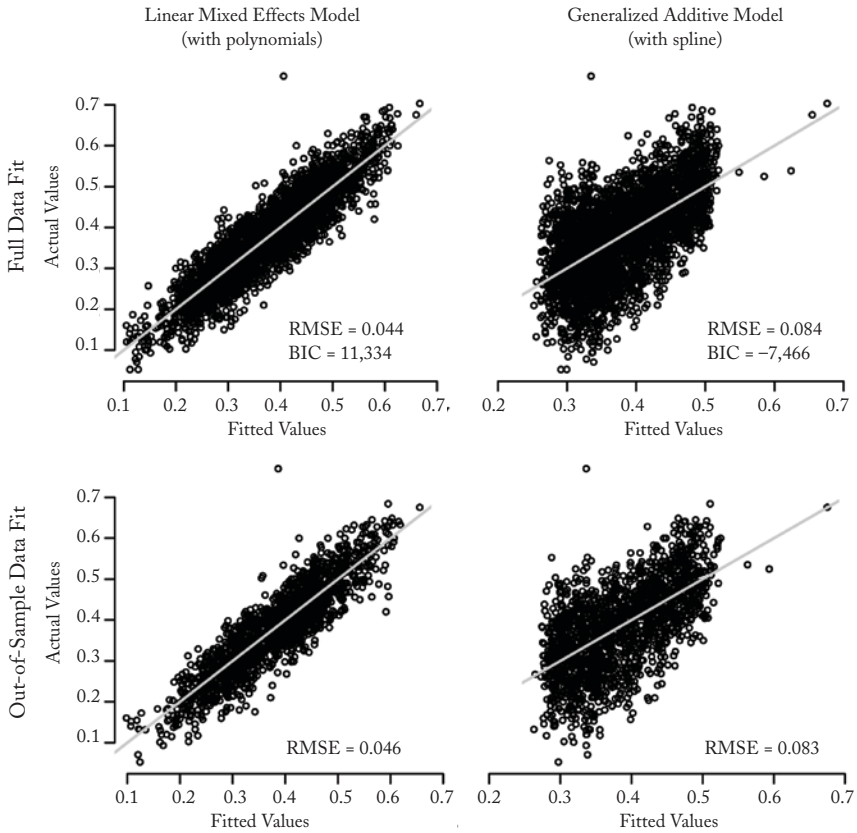 Linear Mixed Effects Model
(with polynomials)
Generalized Additive Model
(with spline)
Full Data Fit
Actual Values
0.7
0.6
0.5
0.4
0.3
0.2
0.1
RMSE = 0.044
BIC = 11,334
0.1 0.2 0.3 0.4 0.5 0.6 0.7
Fitted Values
RMSE = 0.084
BIC = −7,466
0.2 0.3 0.4 0.5 0.6 0.7
Fitted Values
Out-of-Sample Data Fit
Actual Values
0.7
0.6
0.5
0.4
0.3
0.2
0.1
RMSE = 0.046
0.1 0.2 0.3 0.4 0.5 0.6 0.7
Fitted Values
RMSE = 0.083
0.2 0.3 0.4 0.5 0.6 0.7
Fitted Values